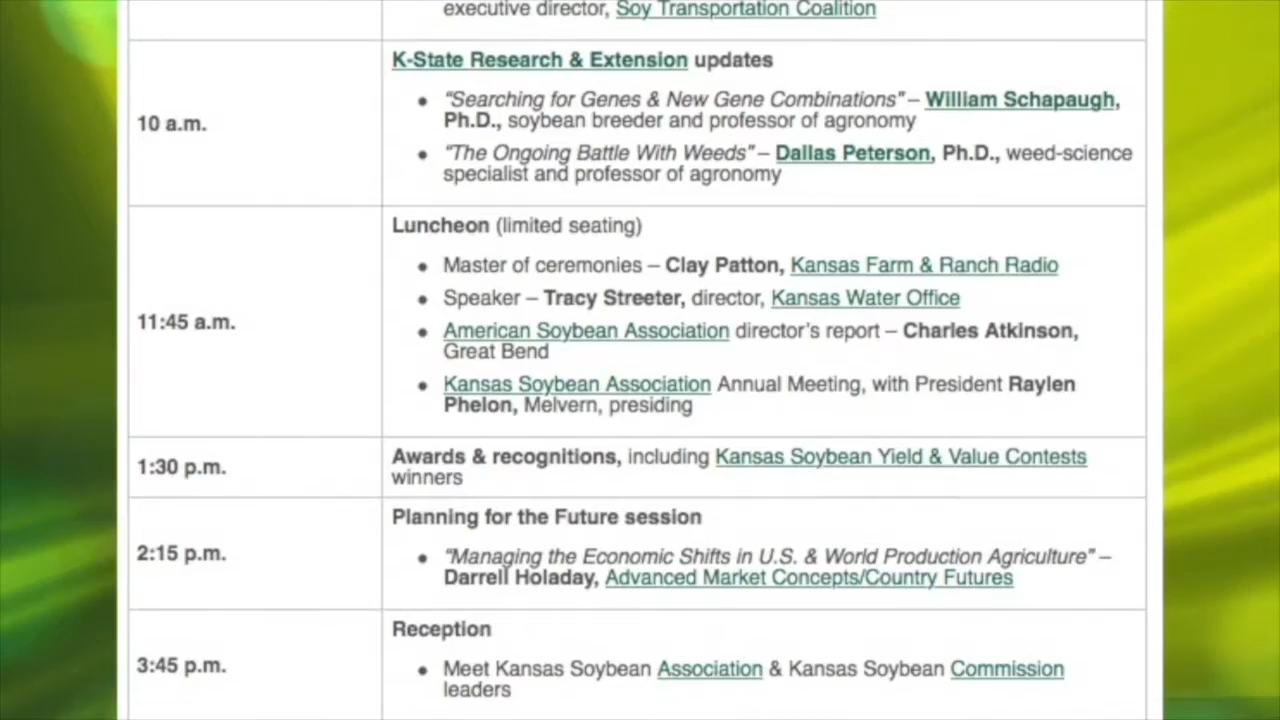 executive director, Soy Transportation Coalition
10 a.m.
K-State Research & Extension updates
• “Searching for Genes & New Gene Combinations” – William Schapaugh,
Ph.D., soybean breeder and professor of agronomy
• “The Ongoing Battle With Weeds” – Dallas Peterson, Ph.D., weed-science
specialist and professor of agronomy
11:45 a.m.
Luncheon (limited seating)
• Master of ceremonies – Clay Patton, Kansas Farm & Ranch Radio
• Speaker – Tracy Streeter, director, Kansas Water Office
• American Soybean Association director’s report – Charles Atkinson,
Great Bend
• Kansas Soybean Association Annual Meeting, with President Raylen
Phelon, Melvern, presiding
1:30 p.m.
Awards & recognitions, including Kansas Soybean Yield & Value Contests
winners
2:15 p.m.
Planning for the Future session
• “Managing the Economic Shifts in U.S. & World Production Agriculture” –
Darrell Holaday, Advanced Market Concepts/Country Futures
3:45 p.m.
Reception
• Meet Kansas Soybean Association & Kansas Soybean Commission
leaders